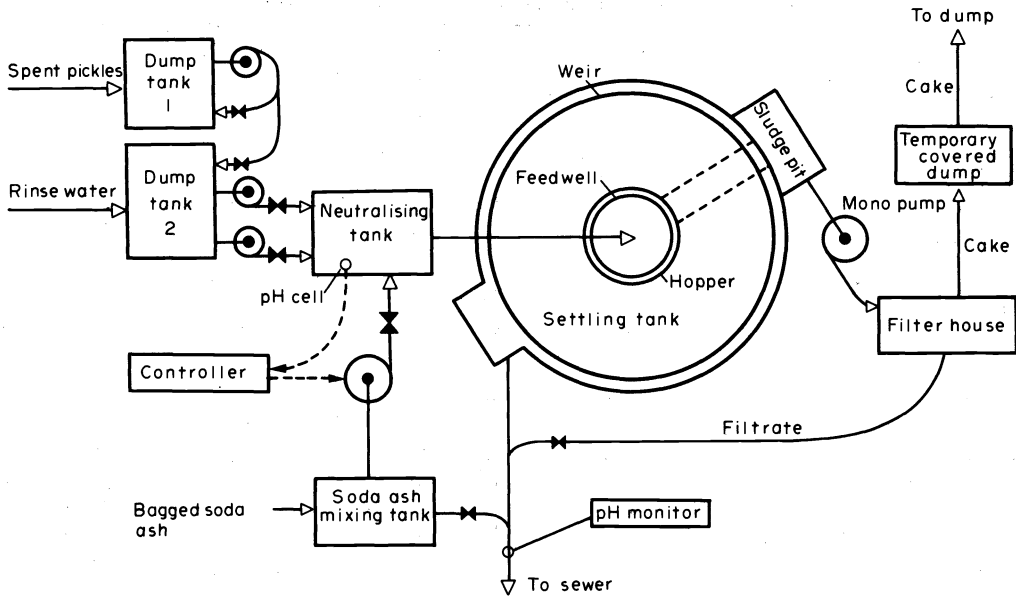 Spent pickles
Dump
tank
1
Rinse water
Dump
tank
2
Neutralising
tank
pH cell
Controller
Bagged soda
ash
Soda ash
mixing tank
Weir
Feedwell
Hopper
Settling tank
Sludge pit
Mono pump
To dump
Cake
Temporary
covered
dump
Cake
Filter house
Filtrate
pH monitor
To sewer